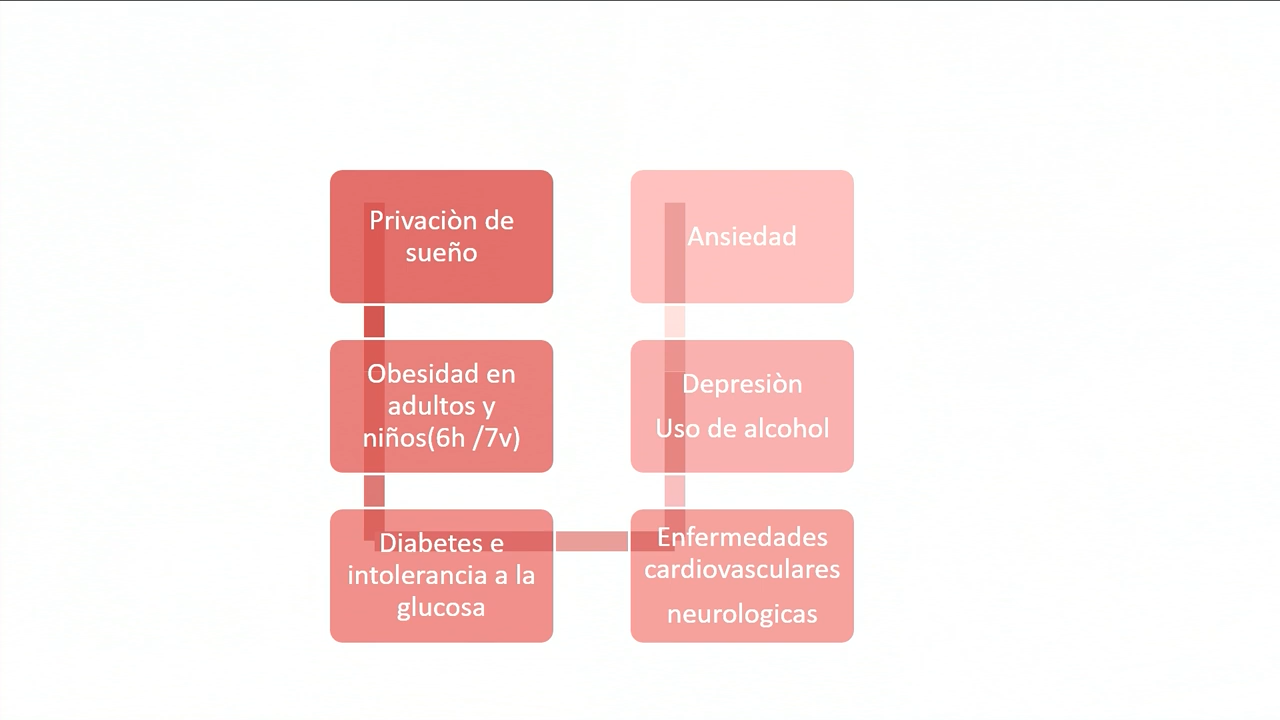 Privaciòn de
sueño
Obesidad en
adultos y
niños(6h /7v)
Diabetes e
intolerancia a la
glucosa
Enfermedades
cardiovasculares
neurologicas
Depresiòn
Uso de alcohol
Ansiedad